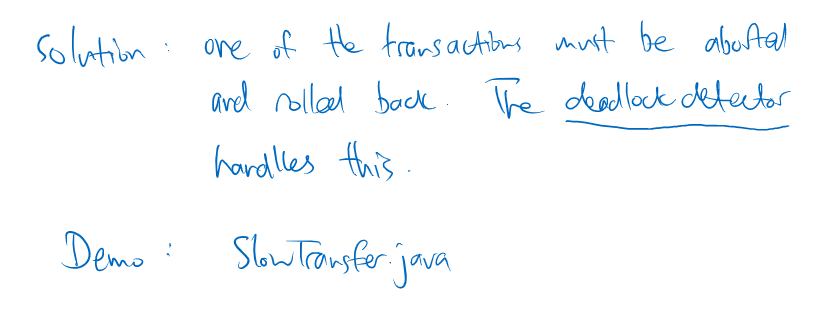 Solution: one of the transactions must be aborted
and rolled back. The deadlock detector
handles this.
Demo: SlowTransfer.java